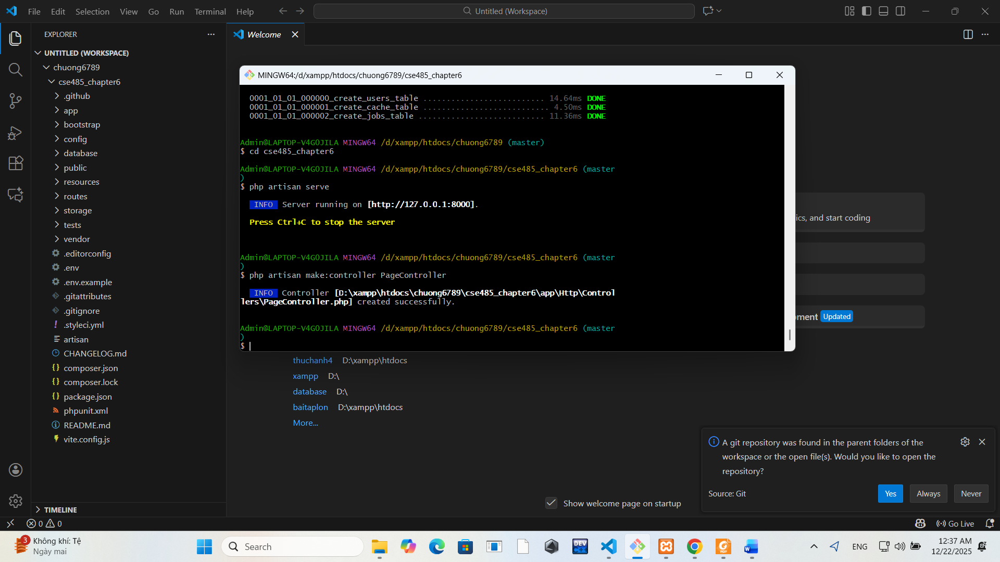 File Edit Selection View Go Run Terminal Help
Untitled (Workspace)
EXPLORER
Welcome
UNTITLED (WORKSPACE)
chuong6789
cse485_chapter6
.github
app
bootstrap
config
database
public
resources
routes
storage
tests
vendor
.editorconfig
.env
.env.example
.gitattributes
.gitignore
.styleci.yml
artisan
CHANGELOG.md
composer.json
composer.lock
package.json
phpunit.xml
README.md
vite.config.js
TIMELINE
MINGW64:/d/xampp/htdocs/chuong6789/cse485_chapter6
0001_01_01_000000_create_users_table .......................... 14.64ms DONE
0001_01_01_000001_create_cache_table ........................... 4.50ms DONE
0001_01_01_000002_create_jobs_table ........................... 11.36ms DONE
Admin@LAPTOP-V4GOJILA MINGW64 /d/xampp/htdocs/chuong6789 (master)
$ cd cse485_chapter6
Admin@LAPTOP-V4GOJILA MINGW64 /d/xampp/htdocs/chuong6789/cse485_chapter6 (master
)
$ php artisan serve
INFO Server running on [http://127.0.0.1:8000].
Press Ctrl+C to stop the server
Admin@LAPTOP-V4GOJILA MINGW64 /d/xampp/htdocs/chuong6789/cse485_chapter6 (master
)
$ php artisan make:controller PageController
INFO Controller [D:\xampp\htdocs\chuong6789\cse485_chapter6\app\Http\Control
lers\PageController.php] created successfully.
Admin@LAPTOP-V4GOJILA MINGW64 /d/xampp/htdocs/chuong6789/cse485_chapter6 (master
)
$
ics, and start coding
pment Updated
thuchanh4 D:\xampp\htdocs
xampp D:\
database D:\
baitaplon D:\xampp\htdocs
More...
Show welcome page on startup
A git repository was found in the parent folders of the
workspace or the open file(s). Would you like to open the
repository?
Source: Git
Yes Always Never
0 0
Go Live
3
Không khí: Tệ
Ngày mai
Search
DEV
C++
W
PDF
ENG
12:37 AM
12/22/2025